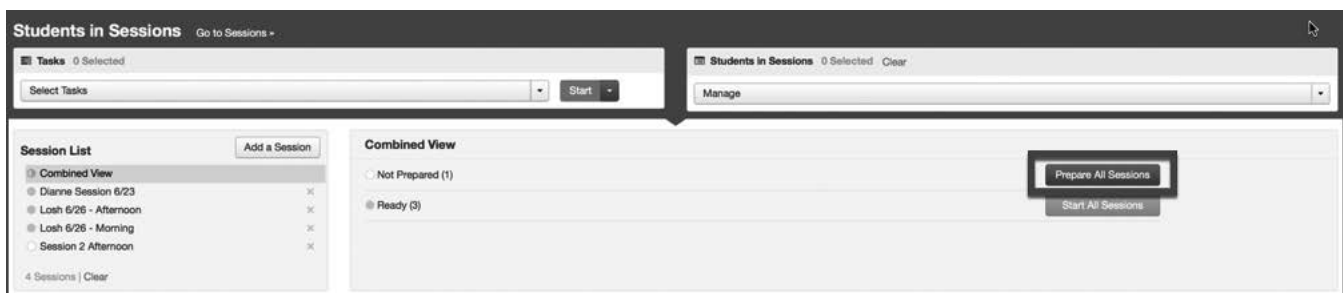 Students in Sessions Go to Sessions »
Tasks 0 Selected
Select Tasks
Start
Students in Sessions 0 Selected Clear
Manage
Session List
Add a Session
Combined View
Dianne Session 6/23
Losh 6/26 - Afternoon
Losh 6/26 - Morning
Session 2 Afternoon
4 Sessions | Clear
Combined View
Not Prepared (1)
Prepare All Sessions
Ready (3)
Start All Sessions